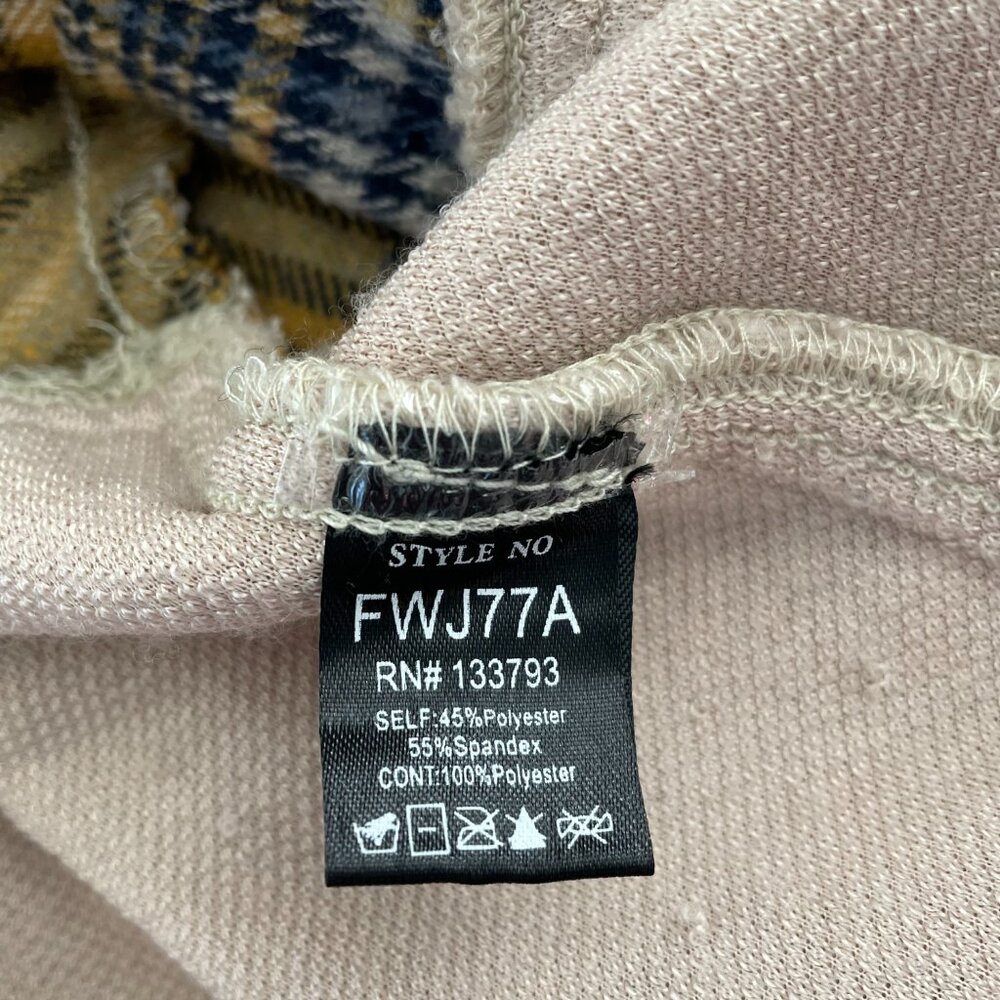 STYLE NO
FWJ77A
RN# 133793
SELF:45%Polyester
55%Spandex
CONT:100%Polyester